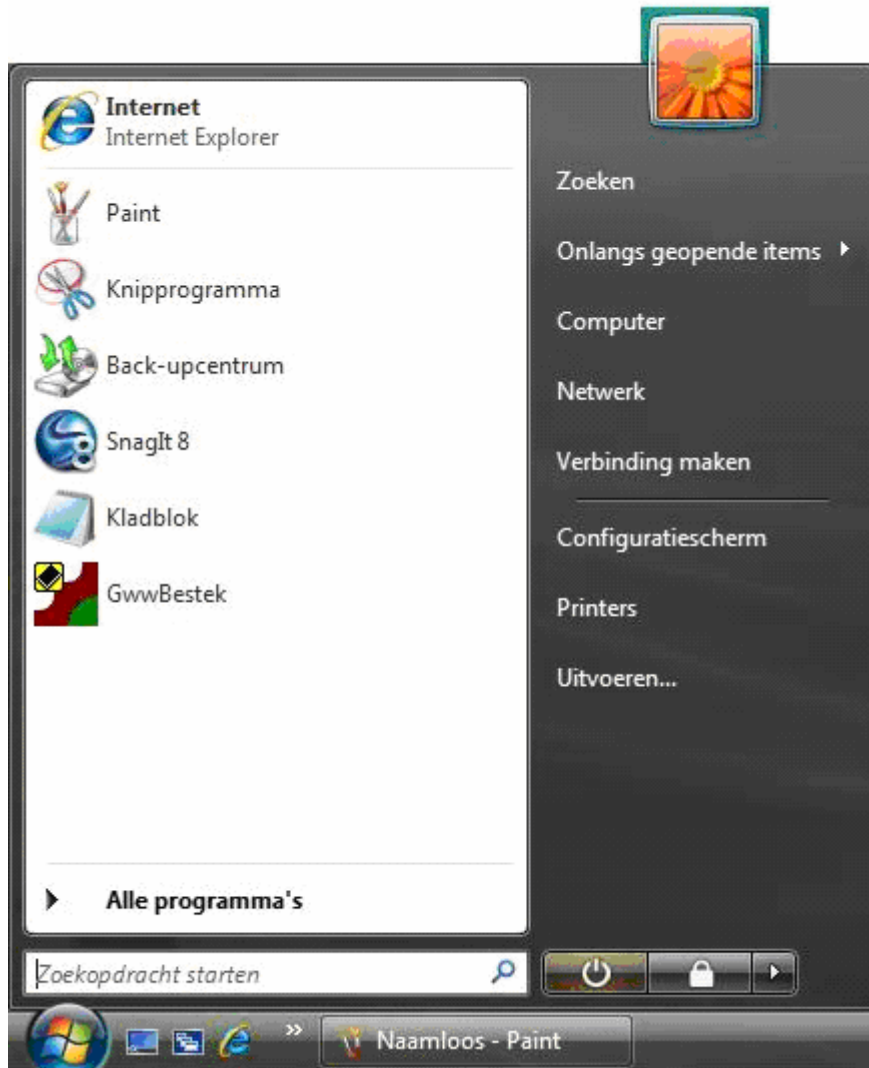 Internet
Internet Explorer
Paint
Knipprogramma
Back-upcentrum
SnagIt 8
Kladblok
GwwBestek
Alle programma's
Zoekopdracht starten
Zoeken
Onlangs geopende items
Computer
Netwerk
Verbinding maken
Configuratiescherm
Printers
Uitvoeren...
»
Naamloos - Paint